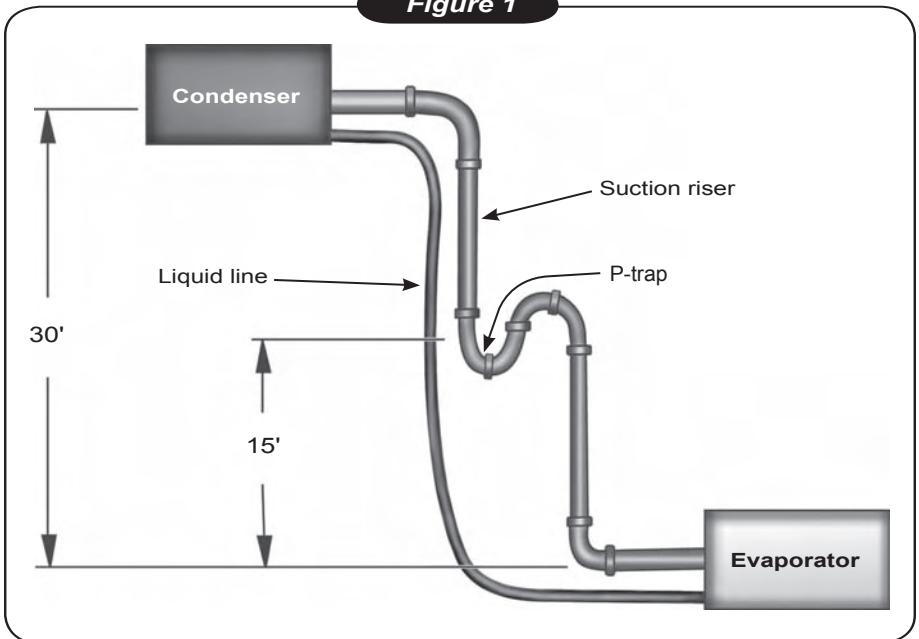 Figure 1
Condenser
Suction riser
Liquid line
P-trap
30'
15'
Evaporator